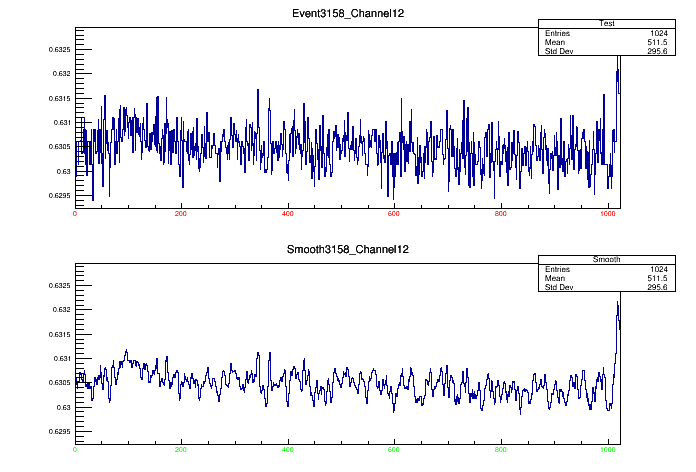 Event3158_Channel12
Test
Entries 1024
Mean 511.5
Std Dev 295.6
0.6325
0.632
0.6315
0.631
0.6305
0.63
0.6295
0 200 400 600 800 1000
Smooth3158_Channel12
Smooth
Entries 1024
Mean 511.5
Std Dev 295.6
0.6325
0.632
0.6315
0.631
0.6305
0.63
0.6295
0 200 400 600 800 1000